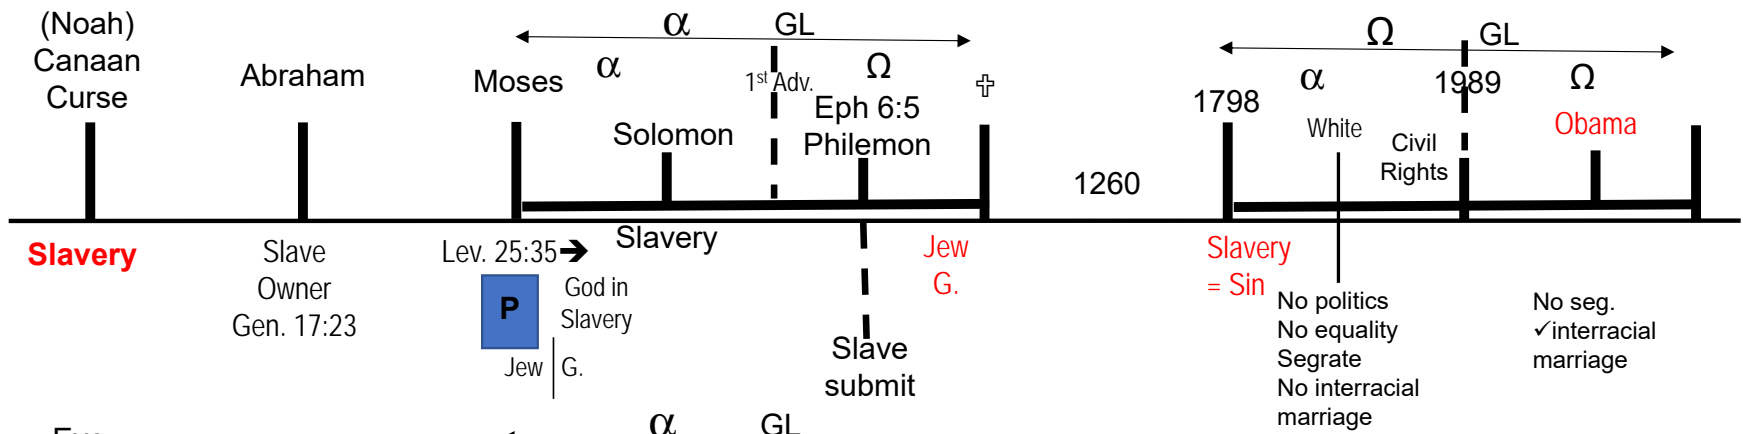 (Noah)
Canaan
Curse
Abraham
Moses
α
GL
α
1st Adv.
Ω
Solomon
Eph 6:5
Philemon
✞
1260
1798
Ω
GL
α
1989
Ω
White
Civil
Rights
Obama
Slavery
Slave
Owner
Gen. 17:23
Lev. 25:35➔
P
God in
Slavery
Jew
G.
Slavery
Slave
submit
Jew
G.
Slavery
= Sin
No politics
No equality
Segrate
No interracial
marriage
No seg.
✓interracial
marriage
α
GL